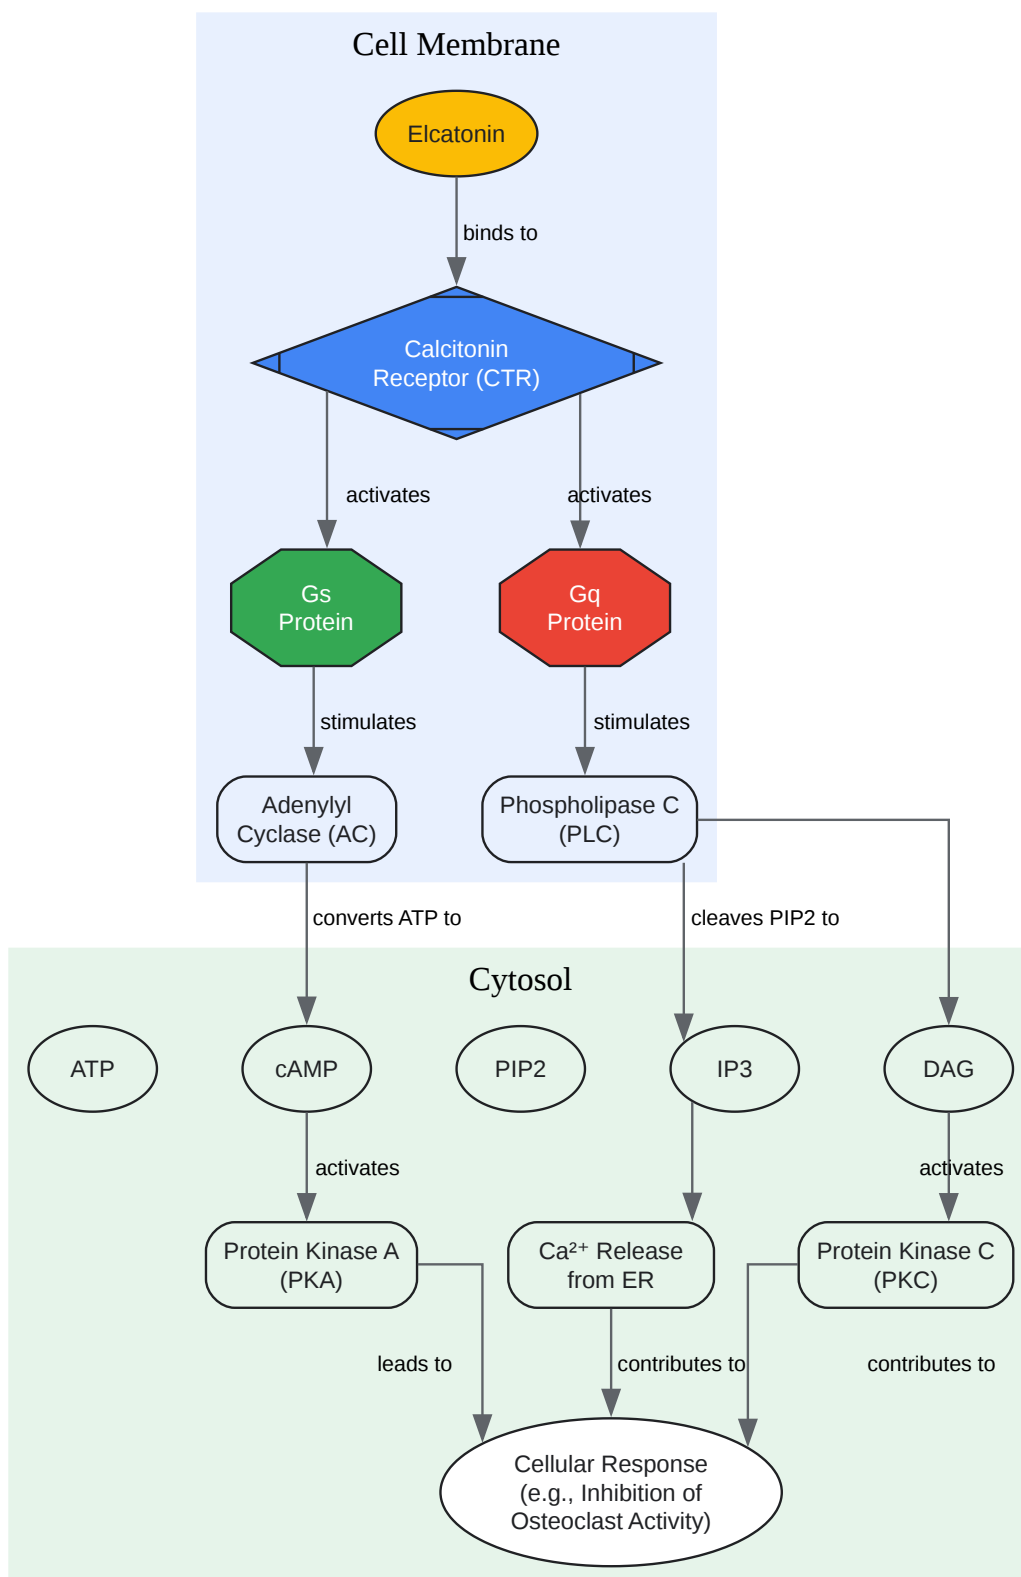 Cell Membrane
Elcatonin
binds to
Calcitonin
Receptor (CTR)
activates
activates
Gs
Protein
Gq
Protein
stimulates
stimulates
Adenylyl
Cyclase (AC)
Phospholipase C
(PLC)
converts ATP to
cleaves PIP2 to
Cytosol
ATP
cAMP
PIP2
IP3
DAG
activates
activates
Protein Kinase A
(PKA)
Ca²⁺ Release
from ER
Protein Kinase C
(PKC)
leads to
contributes to
contributes to
Cellular Response
(e.g., Inhibition of
Osteoclast Activity)